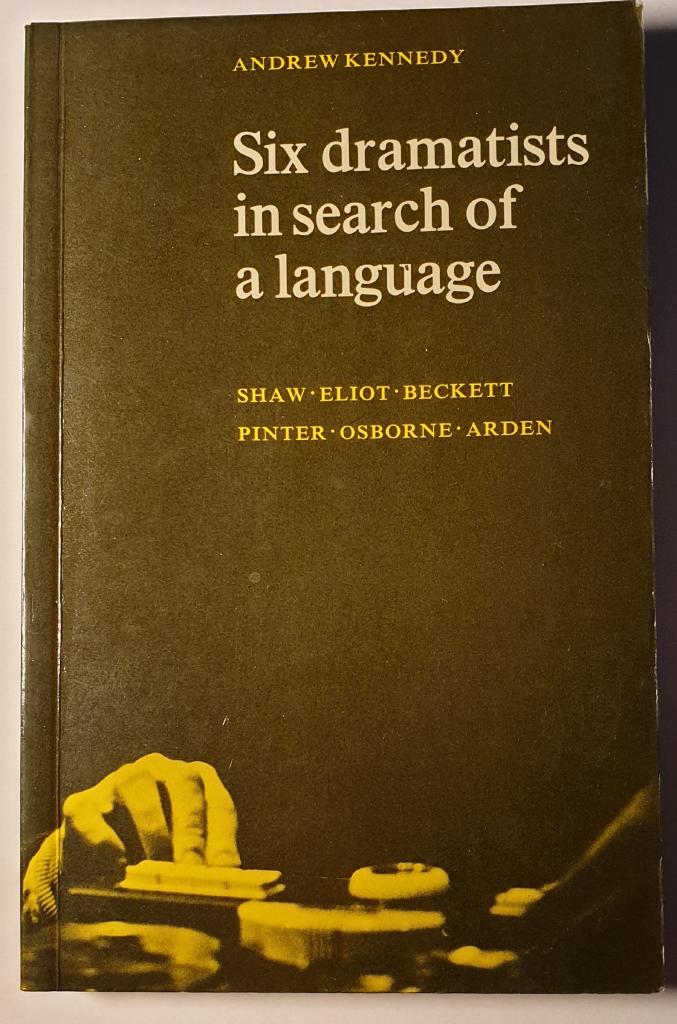 ANDREW KENNEDY
Six dramatists
in search of
a language
SHAW · ELIOT · BECKETT
PINTER · OSBORNE · ARDEN